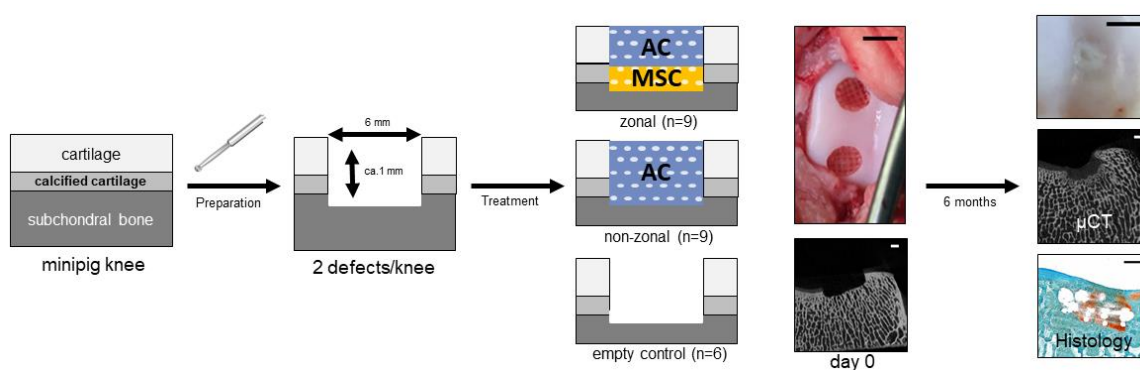 cartilage
calcified cartilage
subchondral bone
minipig knee
Preparation
6 mm
ca.1 mm
2 defects/knee
Treatment
AC
MSC
zonal (n=9)
AC
non-zonal (n=9)
empty control (n=6)
day 0
6 months
µCT
Histology